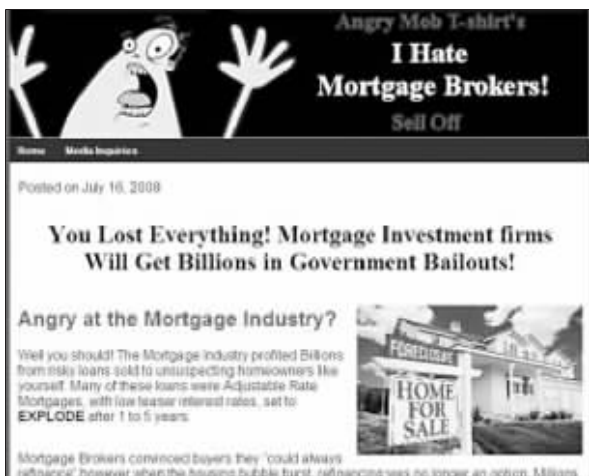 Angry Mob T-shirt's
I Hate
Mortgage Brokers!
Sell Off
Home Media Inquiries
Posted on July 16, 2008
You Lost Everything! Mortgage Investment firms
Will Get Billions in Government Bailouts!
Angry at the Mortgage Industry?
Well you should! The Mortgage Industry profited Billions
from risky loans sold to unsuspecting homeowners like
yourself. Many of these loans were Adjustable Rate
Mortgages, with low teaser interest rates, set to
EXPLODE after 1 to 5 years.
FORECLOSURE
HOME
FOR
SALE
Mortgage Brokers convinced buyers they "could always
refinance" however when the housing bubble burst, refinancing was no longer an option. Millions